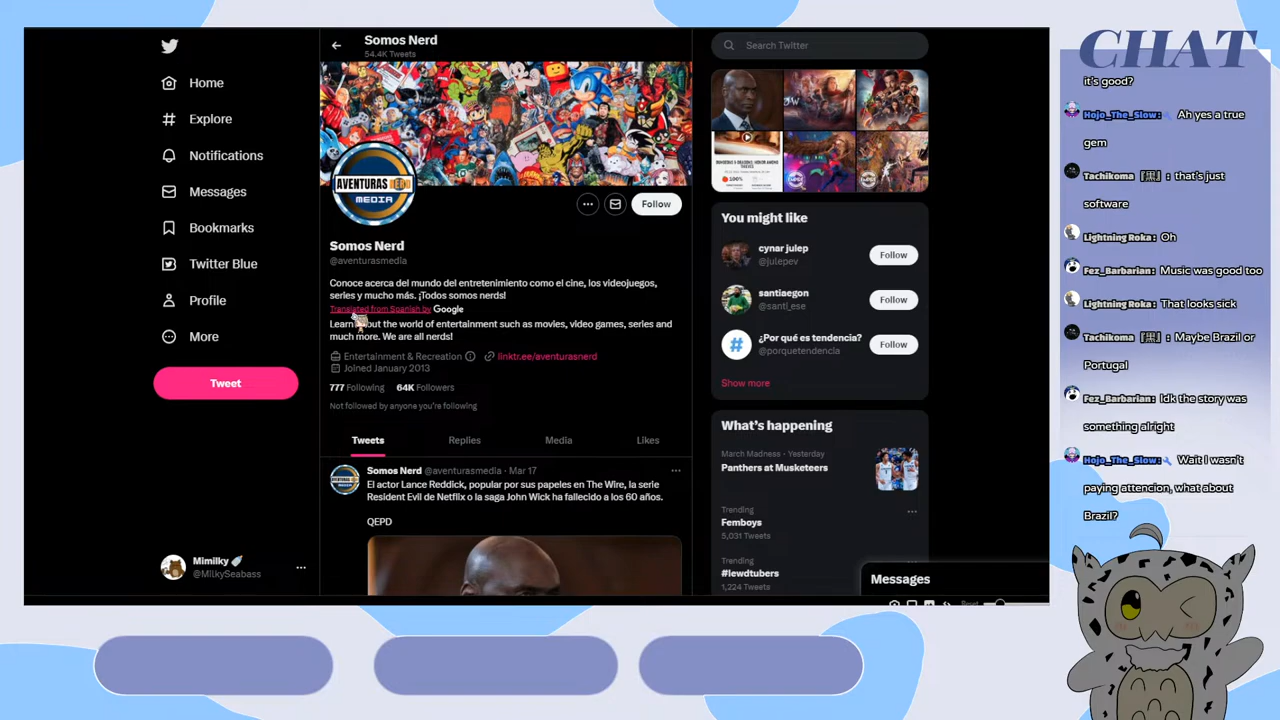 Somos Nerd
54.4K Tweets
Search Twitter
Home
Explore
Notifications
Messages
Bookmarks
Twitter Blue
Profile
More
Tweet
Mimilky
@MilkySeabass
AVENTURAS NERD
MEDIA
Follow
Somos Nerd
@aventurasmedia
Conoce acerca del mundo del entretenimiento como el cine, los videojuegos,
series y mucho más. ¡Todos somos nerds!
Translated from Spanish by Google
Learn out the world of entertainment such as movies, video games, series and
much more. We are all nerds!
Entertainment & Recreation
linktr.ee/aventurasnerd
Joined January 2013
777 Following 64K Followers
Not followed by anyone you're following
Tweets Replies Media Likes
Somos Nerd @aventurasmedia · Mar 17
El actor Lance Reddick, popular por sus papeles en The Wire, la serie
Resident Evil de Netflix o la saga John Wick ha fallecido a los 60 años.
QEPD
100%
You might like
cynar julep
@julepev
Follow
santiaegon
@santi_ese
Follow
¿Por qué es tendencia?
@porquetendencia
Follow
Show more
What's happening
March Madness · Yesterday
Panthers at Musketeers
Trending
Femboys
5,031 Tweets
Trending
#lewdtubers
1,224 Tweets
Messages
CHAT
it's good?
Hojo_The_Slow: Ah yes a true
gem
Tachikoma『黒』: that's just
software
Lightning Roka: Oh
Fez_Barbarian: Music was good too
Lightning Roka: That looks sick
Tachikoma『黒』: Maybe Brazil or
Portugal
Fez_Barbarian: Idk the story was
something alright
Hojo_The_Slow: Wait I wasn't
paying attencion, what about
Brazil?